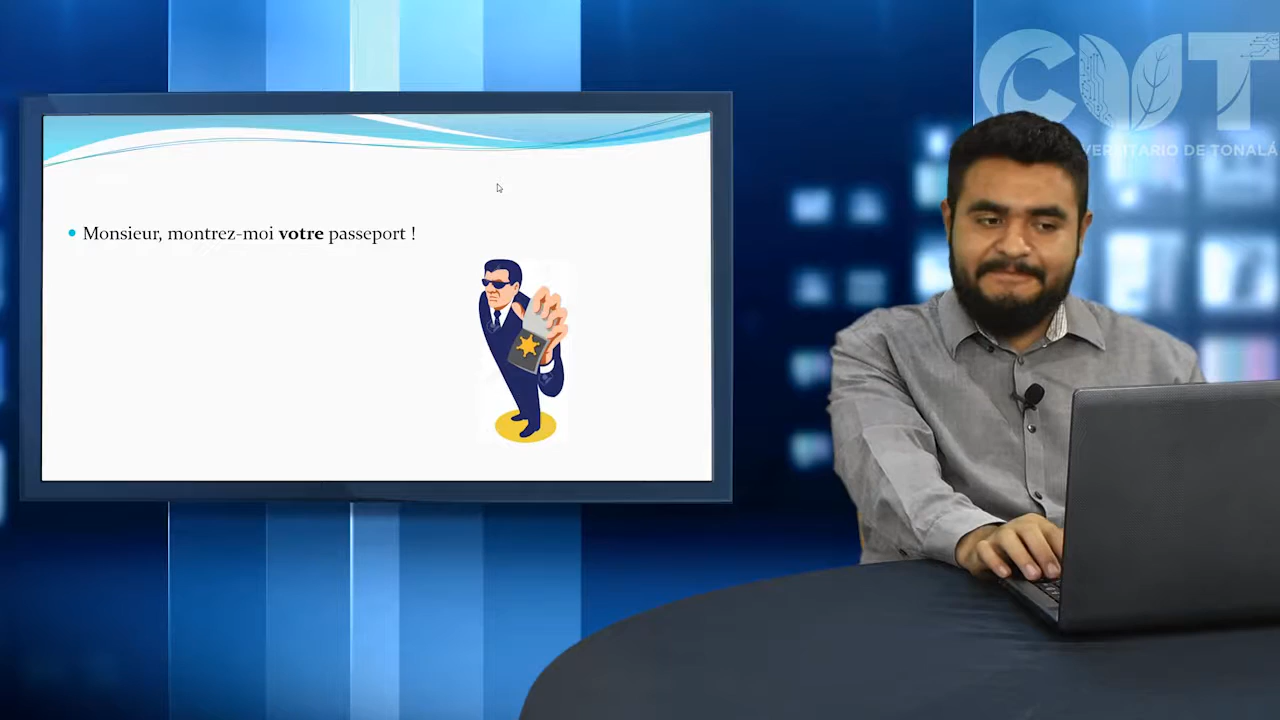 CUT
VERSITARIO DE TONALÁ
Monsieur, montrez-moi votre passeport !